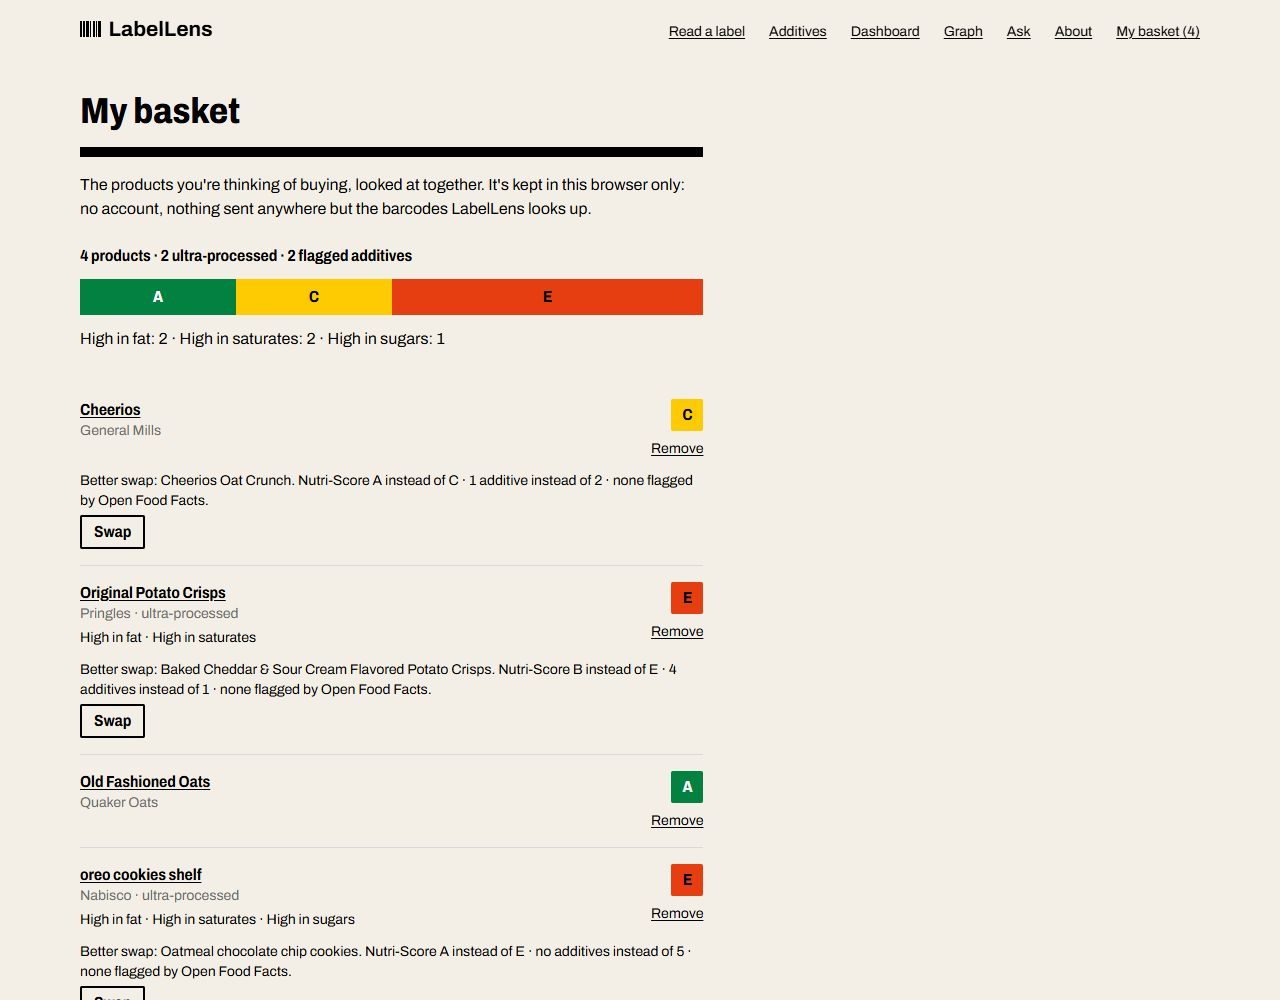 LabelLens
Read a label Additives Dashboard Graph Ask About My basket (4)
My basket
The products you're thinking of buying, looked at together. It's kept in this browser only:
no account, nothing sent anywhere but the barcodes LabelLens looks up.
4 products · 2 ultra-processed · 2 flagged additives
A C E
High in fat: 2 · High in saturates: 2 · High in sugars: 1
Cheerios
C
General Mills
Remove
Better swap: Cheerios Oat Crunch. Nutri-Score A instead of C · 1 additive instead of 2 · none flagged
by Open Food Facts.
Swap
Original Potato Crisps
E
Pringles · ultra-processed
Remove
High in fat · High in saturates
Better swap: Baked Cheddar & Sour Cream Flavored Potato Crisps. Nutri-Score B instead of E · 4
additives instead of 1 · none flagged by Open Food Facts.
Swap
Old Fashioned Oats
A
Quaker Oats
Remove
oreo cookies shelf
E
Nabisco · ultra-processed
Remove
High in fat · High in saturates · High in sugars
Better swap: Oatmeal chocolate chip cookies. Nutri-Score A instead of E · no additives instead of 5 ·
none flagged by Open Food Facts.
Swap